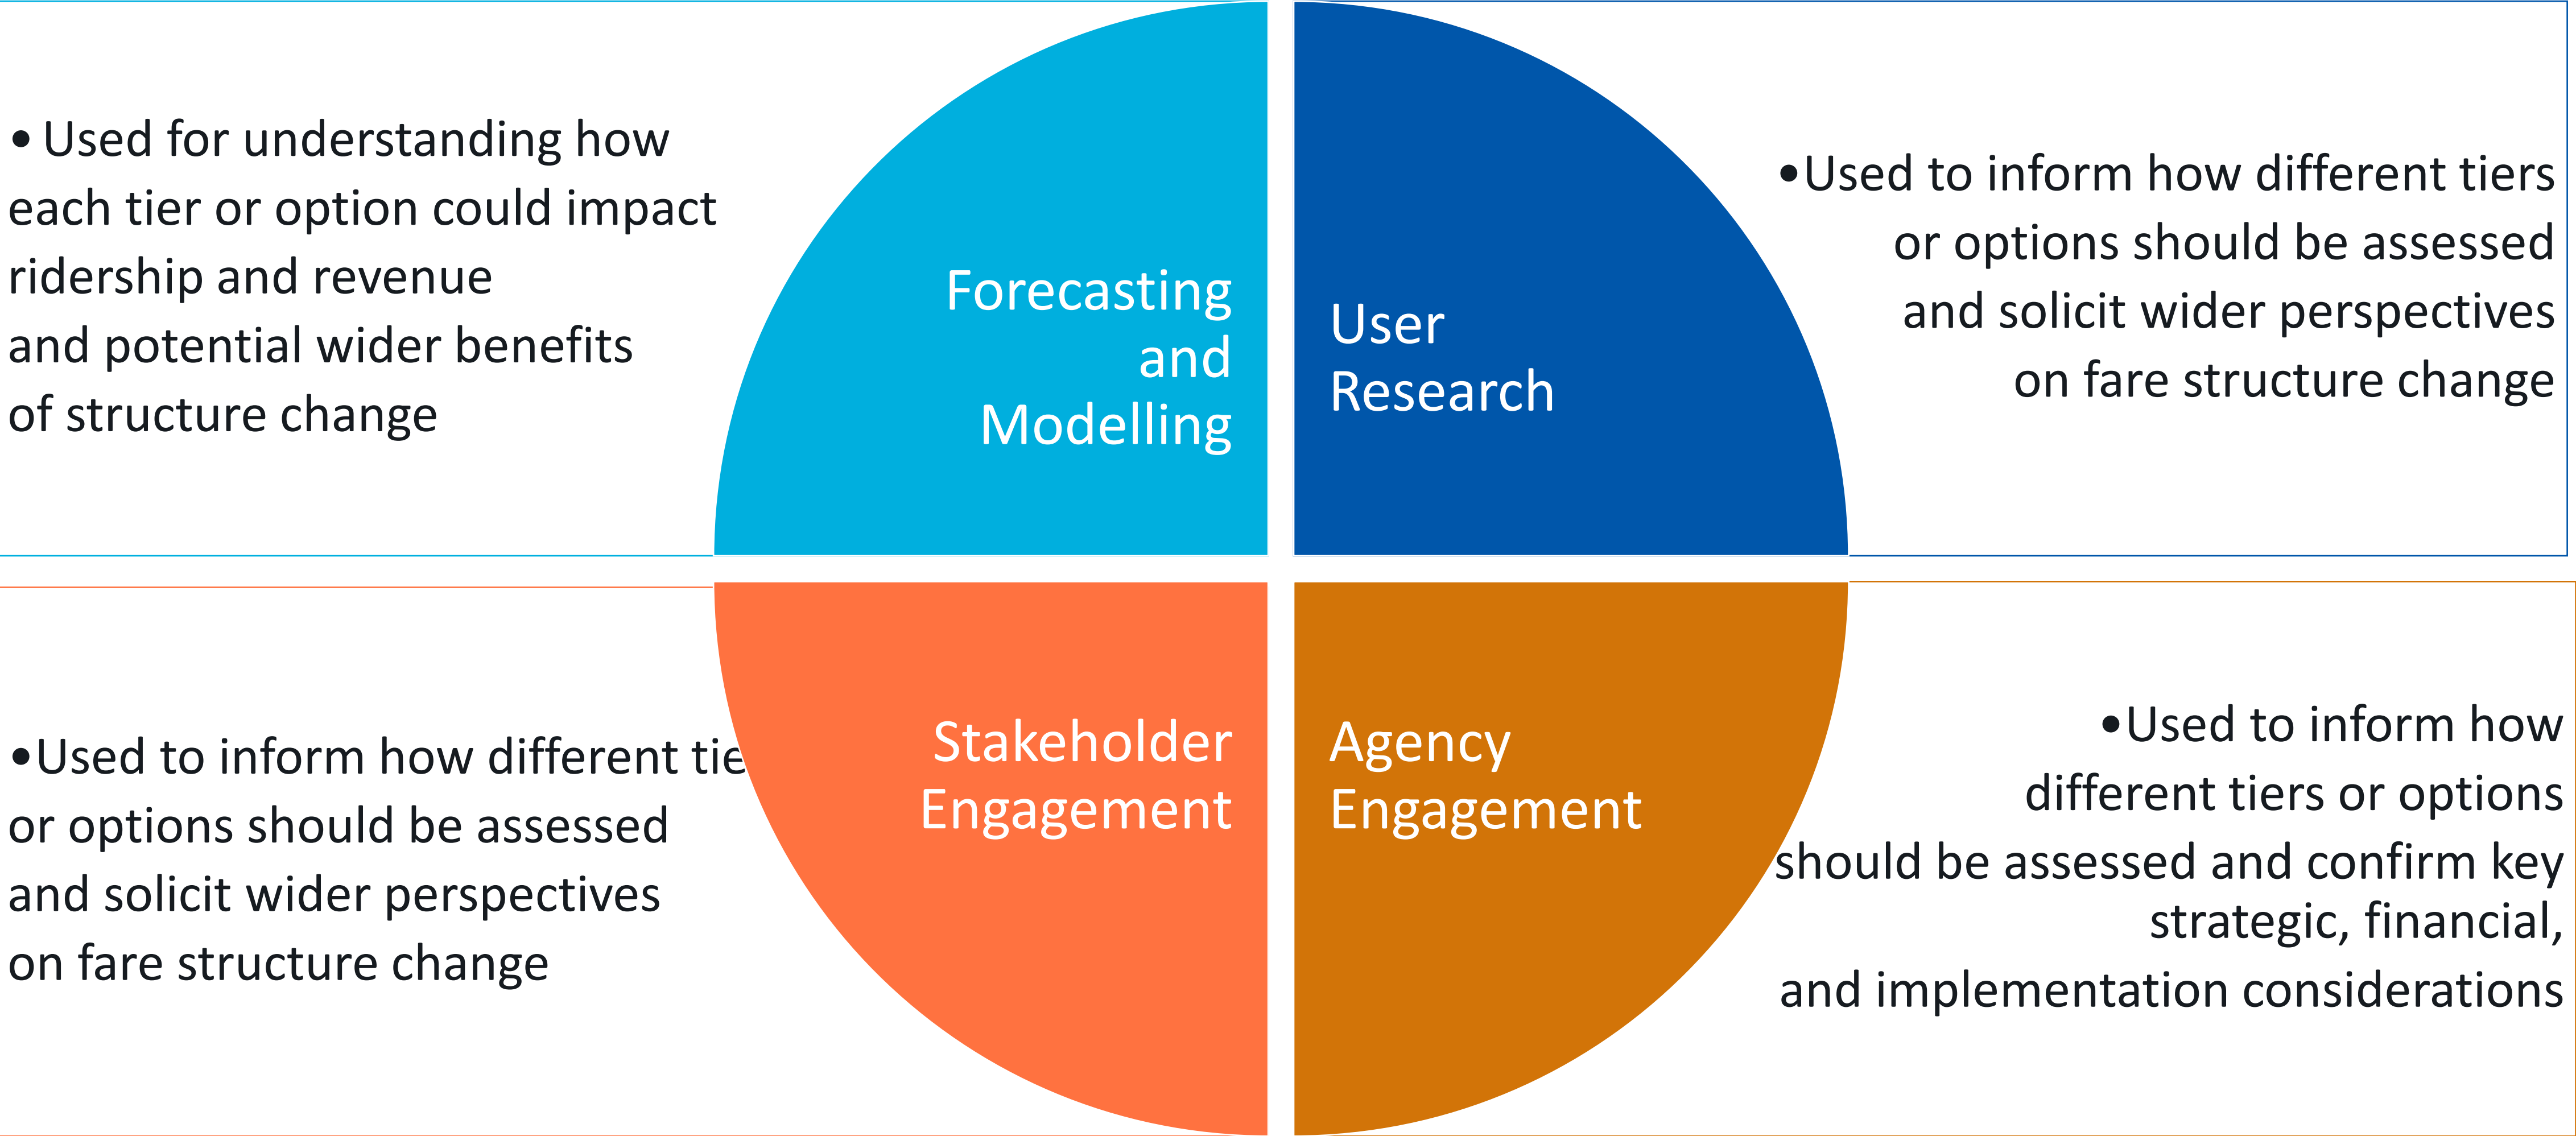 • Used for understanding how
each tier or option could impact
ridership and revenue
and potential wider benefits
of structure change
Forecasting
and
Modelling
User
Research
•Used to inform how different tiers
or options should be assessed
and solicit wider perspectives
on fare structure change
•Used to inform how different tie
or options should be assessed
and solicit wider perspectives
on fare structure change
Stakeholder
Engagement
Agency
Engagement
•Used to inform how
different tiers or options
should be assessed and confirm key
strategic, financial,
and implementation considerations